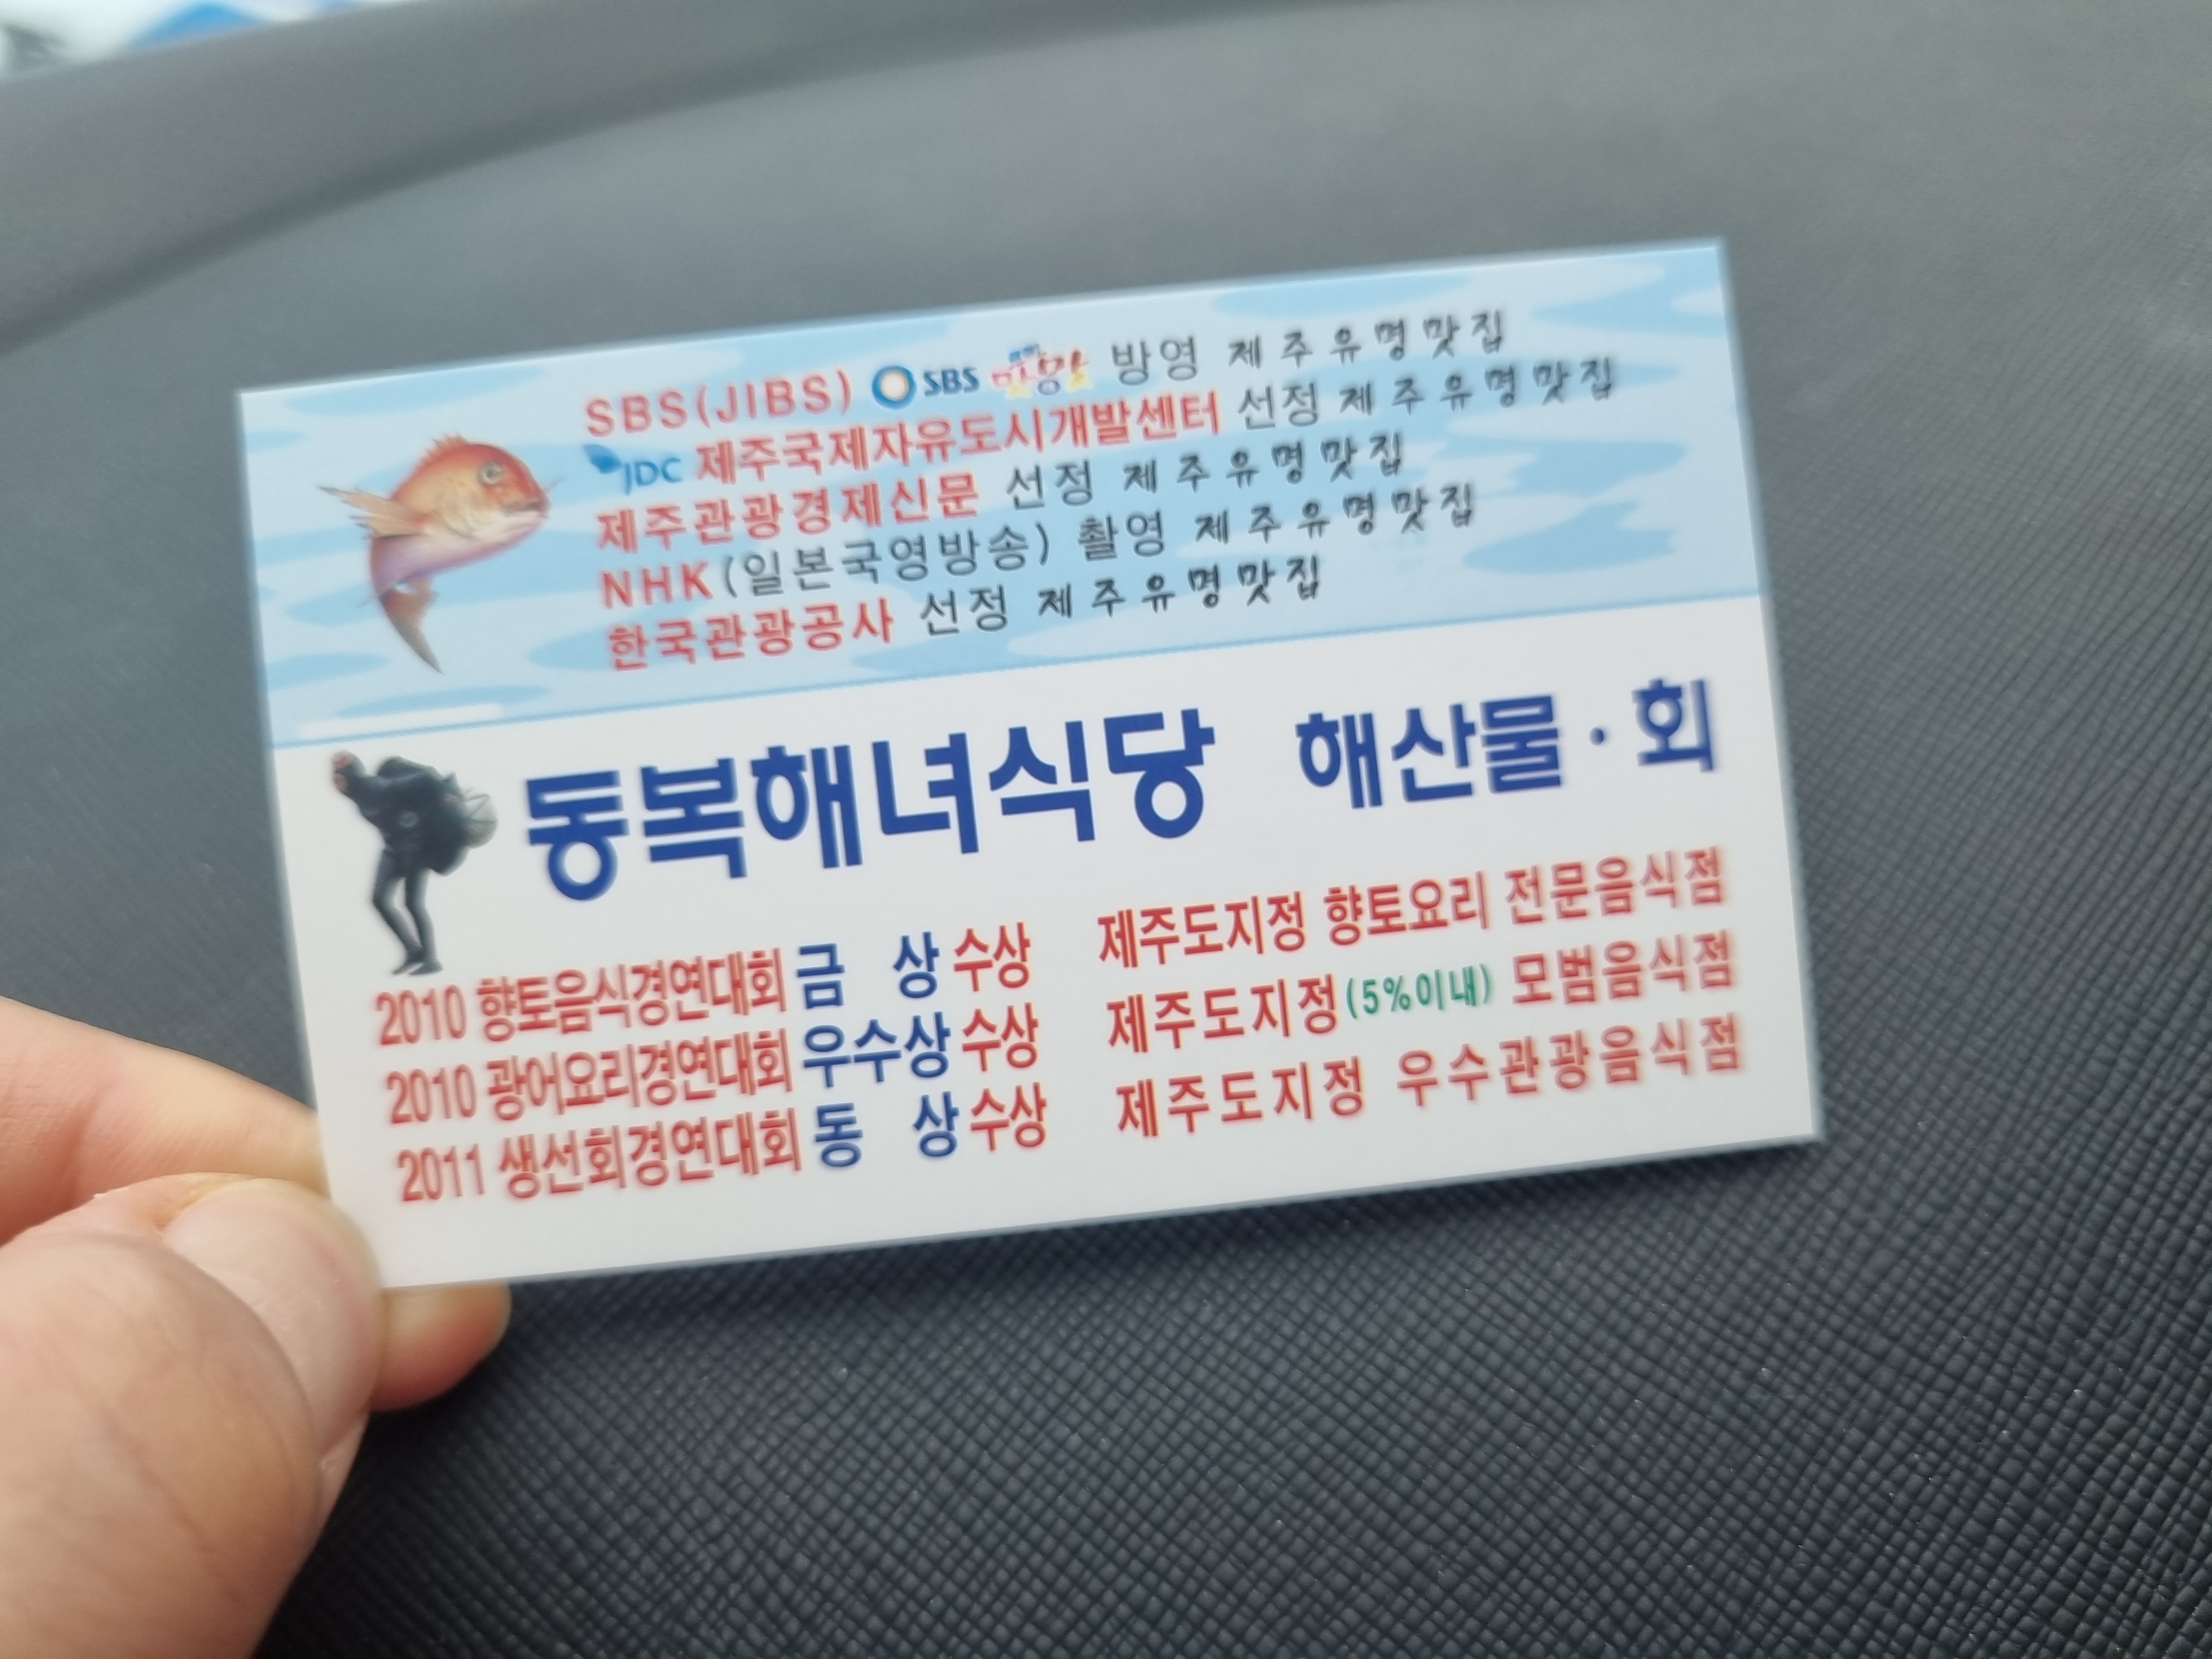 SBS(JIBS) SBS 방영 제주유명맛집
JDC 제주국제자유도시개발센터 선정 제주유명맛집
제주관광경제신문 선정 제주유명맛집
NHK(일본국영방송) 촬영 제주유명맛집
한국관광공사 선정 제주유명맛집
동복해녀식당 해산물·회
2010 향토음식경연대회 금 상 수상
2010 광어요리경연대회 우수상 수상
2011 생선회경연대회 동 상 수상
제주도지정 향토요리 전문음식점
제주도지정(5%이내) 모범음식점
제주도지정 우수관광음식점